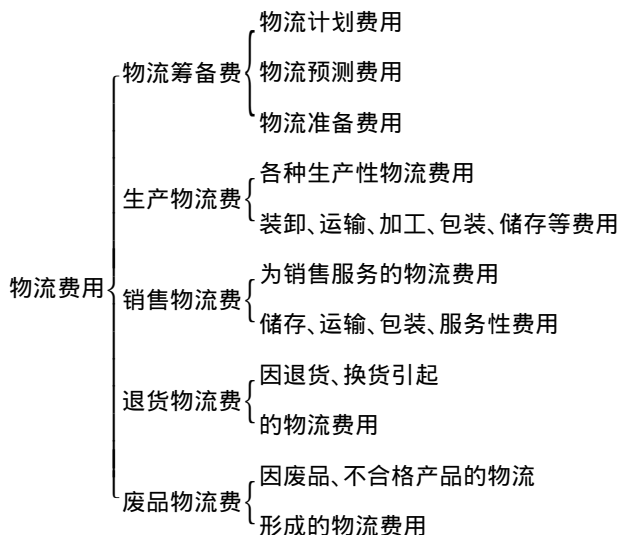 物流费用
物流筹备费
物流计划费用
物流预测费用
物流准备费用
生产物流费
各种生产性物流费用
装卸、运输、加工、包装、储存等费用
销售物流费
为销售服务的物流费用
储存、运输、包装、服务性费用
退货物流费
因退货、换货引起
的物流费用
废品物流费
因废品、不合格产品的物流
形成的物流费用